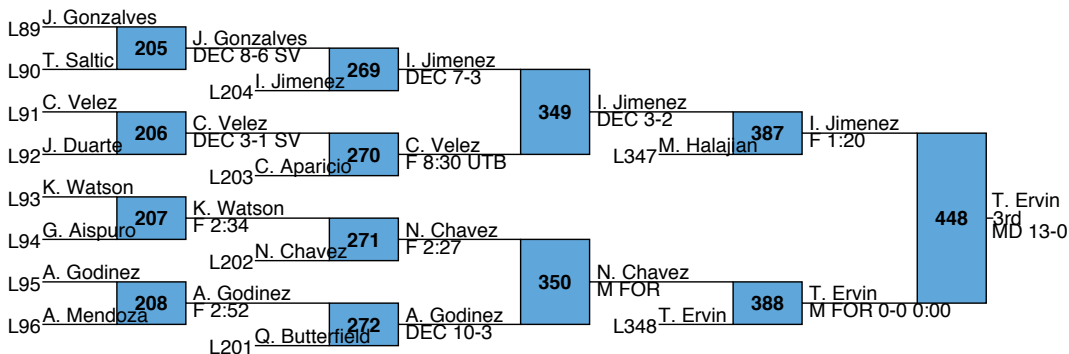 L89 J. Gonzalves
205
L90 T. Saltic
J. Gonzalves
DEC 8-6 SV
269
L204 I. Jimenez
I. Jimenez
DEC 7-3
L91 C. Velez
206
L92 J. Duarte
C. Velez
DEC 3-1 SV
270
L203 C. Aparicio
C. Velez
F 8:30 UTB
349
I. Jimenez
DEC 3-2
387
L347 M. Halajian
I. Jimenez
F 1:20
L93 K. Watson
207
L94 G. Aispuro
K. Watson
F 2:34
271
L202 N. Chavez
N. Chavez
F 2:27
L95 A. Godinez
208
L96 A. Mendoza
A. Godinez
F 2:52
272
L201 Q. Butterfield
A. Godinez
DEC 10-3
350
N. Chavez
M FOR
388
L348 T. Ervin
T. Ervin
M FOR 0-0 0:00
448
T. Ervin
3rd
MD 13-0